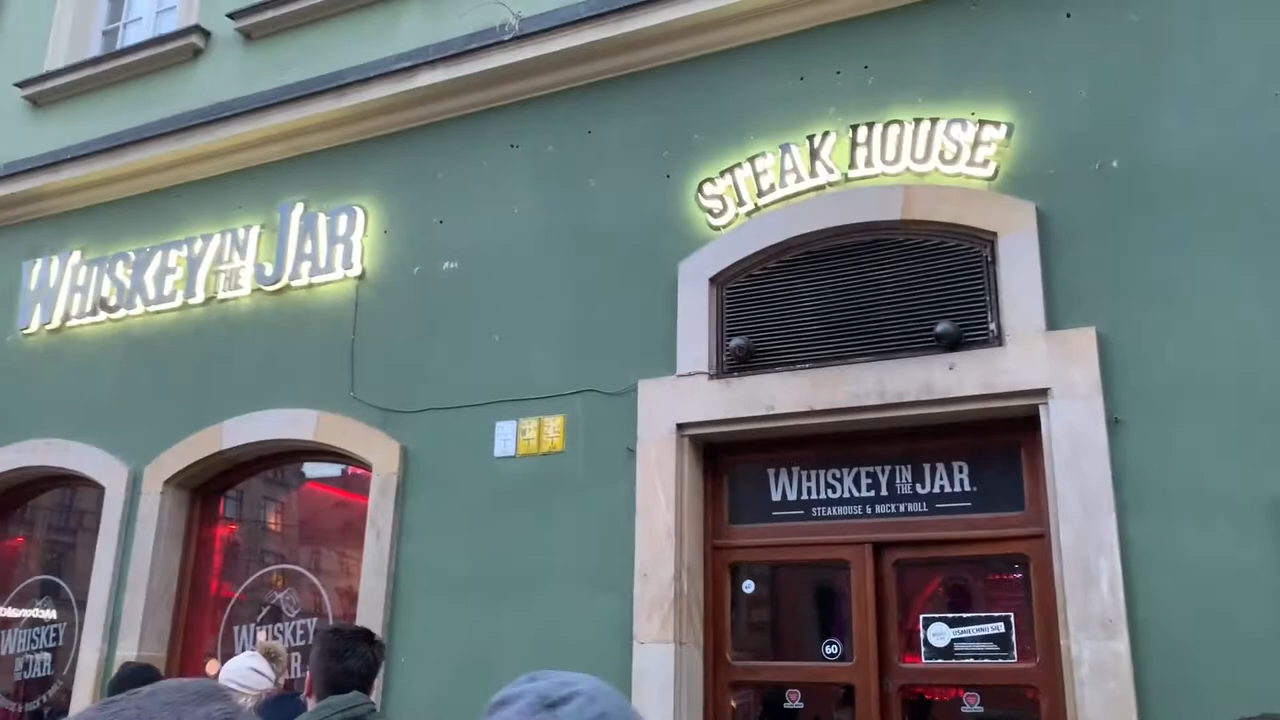 STEAK HOUSE
WHISKEY IN THE JAR
WHISKEY IN THE JAR
STEAKHOUSE & ROCK'N'ROLL
60
UŚMIECHNIJ SIĘ!
WHISKEY
IN
JAR
WHISKEY